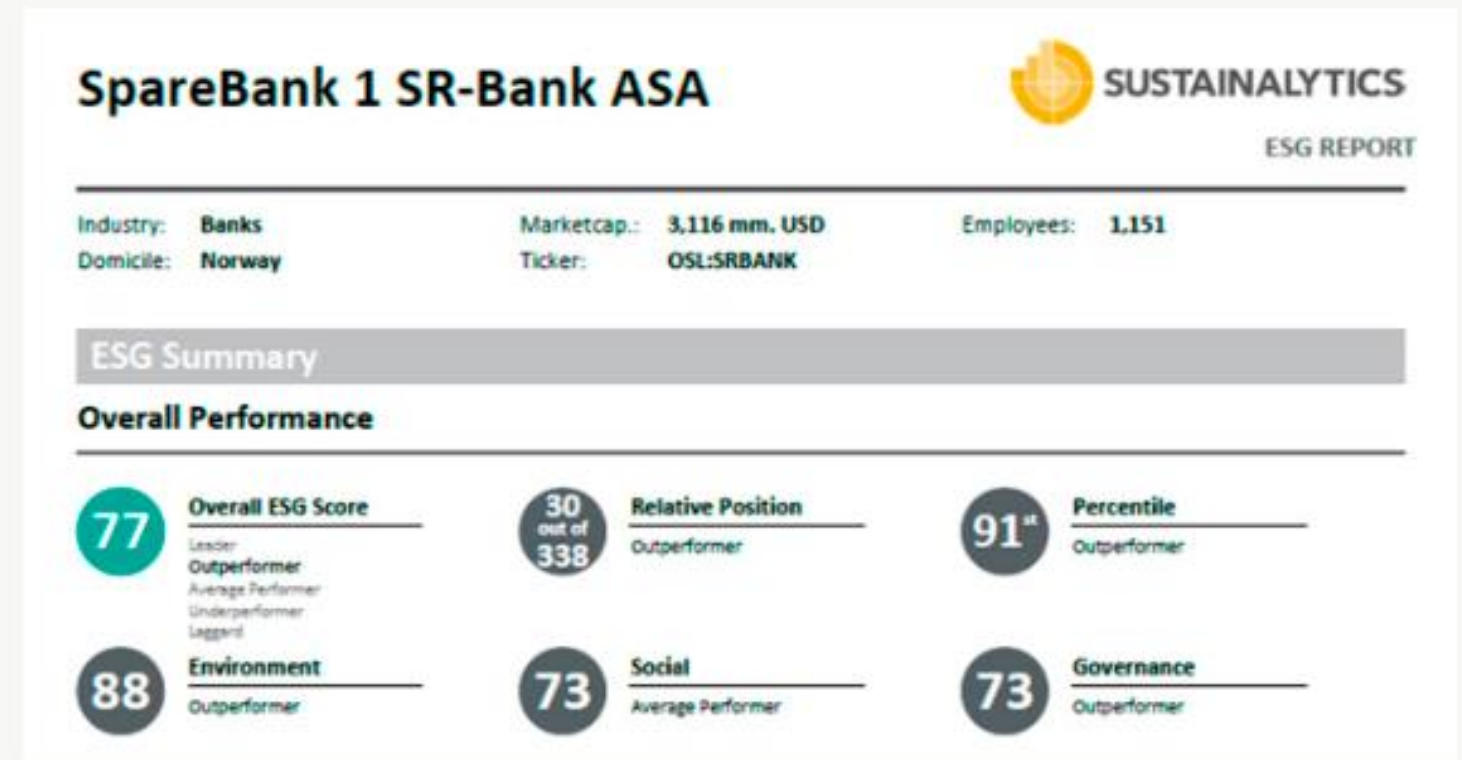 SpareBank 1 SR-Bank ASA
SUSTAINALYTICS
ESG REPORT
Industry: Banks Marketcap.: 3,116 mm. USD Employees: 1,151
Domicile: Norway Ticker: OSL:SRBANK
ESG Summary
Overall Performance
77 Overall ESG Score
Leader
Outperformer
Average Performer
Underperformer
Laggard
30 out of 338 Relative Position
Outperformer
91st Percentile
Outperformer
88 Environment
Outperformer
73 Social
Average Performer
73 Governance
Outperformer